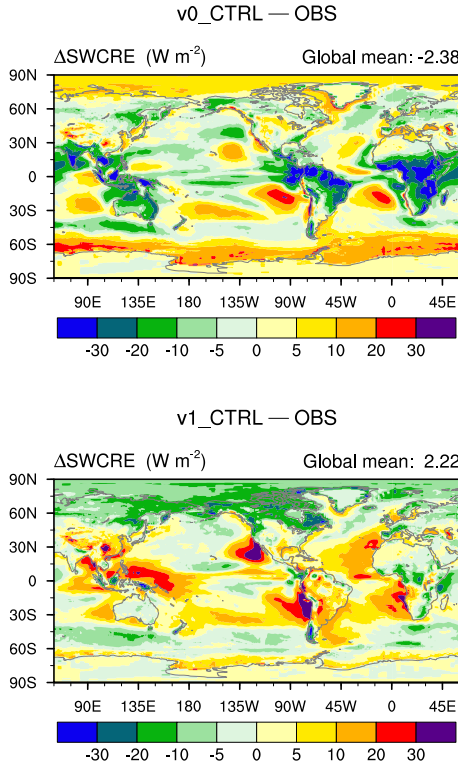 v0_CTRL — OBS
ΔSWCRE (W m-2) Global mean: -2.38
90N
60N
30N
0
30S
60S
90S
90E 135E 180 135W 90W 45W 0 45E
-30 -20 -10 -5 0 5 10 20 30
v1_CTRL — OBS
ΔSWCRE (W m-2) Global mean: 2.22
90N
60N
30N
0
30S
60S
90S
90E 135E 180 135W 90W 45W 0 45E
-30 -20 -10 -5 0 5 10 20 30